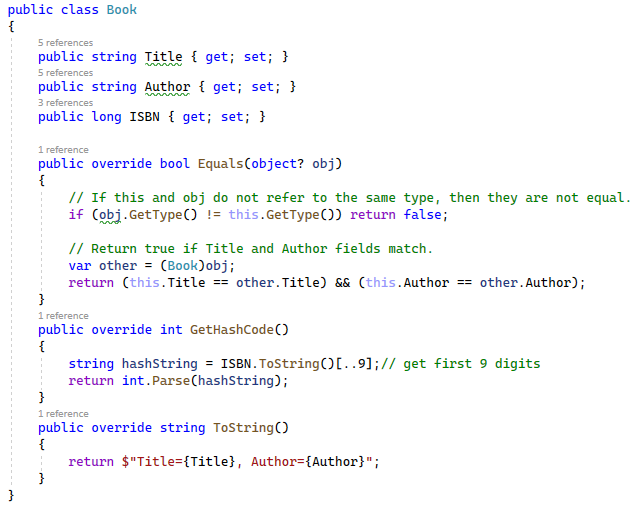 public class Book
{
5 references
public string Title { get; set; }
5 references
public string Author { get; set; }
3 references
public long ISBN { get; set; }
1 reference
public override bool Equals(object? obj)
{
// If this and obj do not refer to the same type, then they are not equal.
if (obj.GetType() != this.GetType()) return false;
// Return true if Title and Author fields match.
var other = (Book)obj;
return (this.Title == other.Title) && (this.Author == other.Author);
}
1 reference
public override int GetHashCode()
{
string hashString = ISBN.ToString()[..9];// get first 9 digits
return int.Parse(hashString);
}
1 reference
public override string ToString()
{
return $"Title={Title}, Author={Author}";
}
}